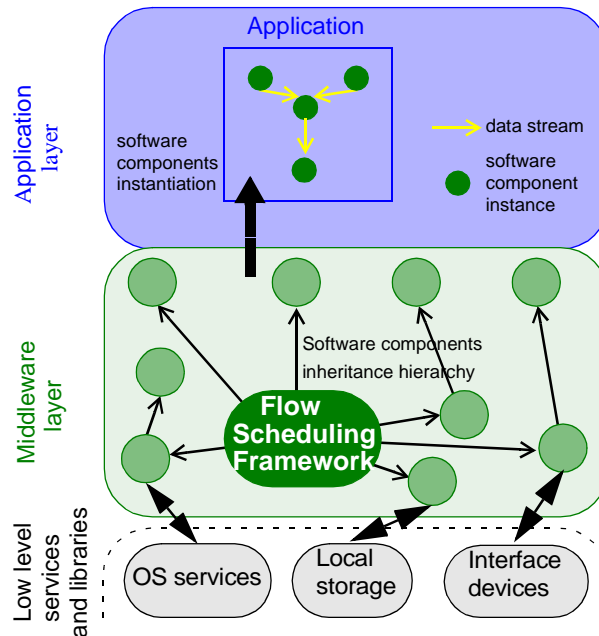 Application
Application
layer
software
components
instantiation
data stream
software
component
instance
Middleware
layer
Software components
inheritance hierarchy
Flow
Scheduling
Framework
Low level
services
and libraries
OS services
Local
storage
Interface
devices